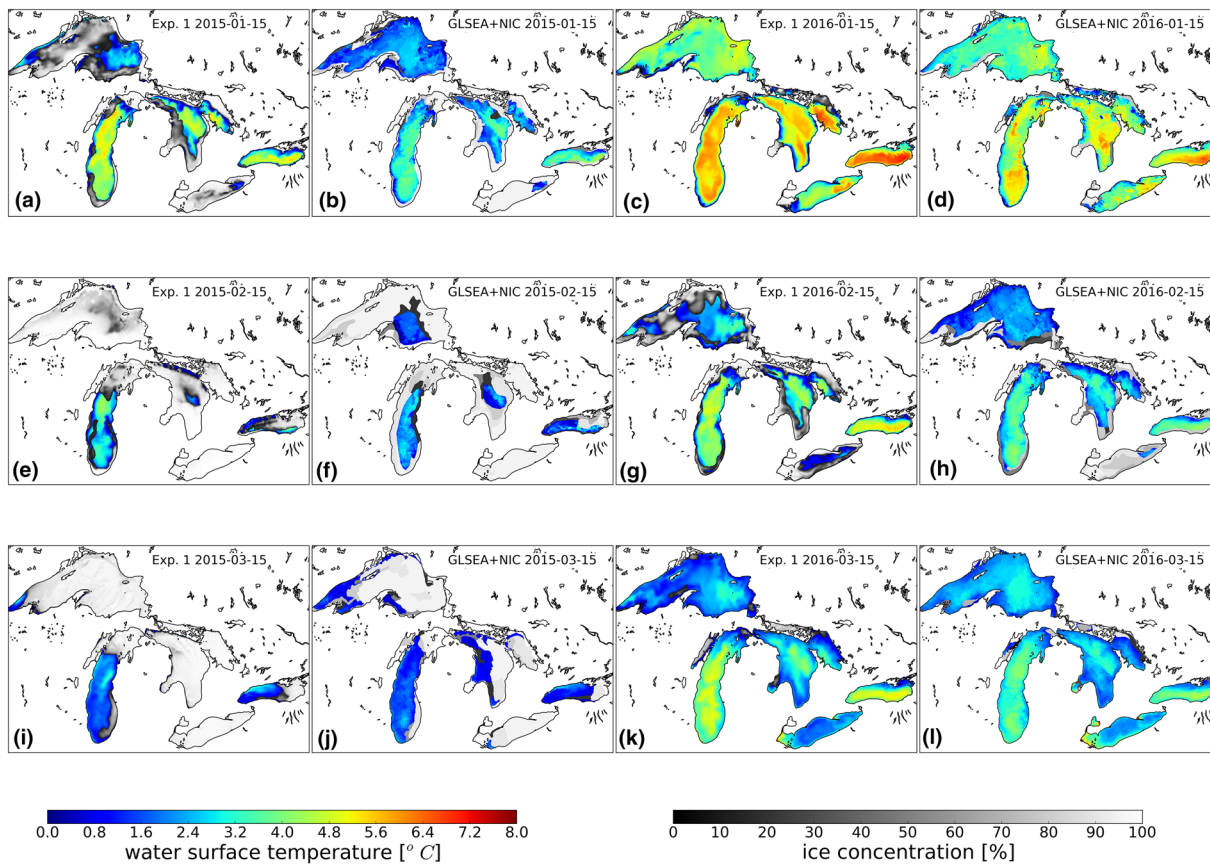 Exp. 1 2015-01-15
GLSEA+NIC 2015-01-15
Exp. 1 2016-01-15
GLSEA+NIC 2016-01-15
(a)
(b)
(c)
(d)
Exp. 1 2015-02-15
GLSEA+NIC 2015-02-15
Exp. 1 2016-02-15
GLSEA+NIC 2016-02-15
(e)
(f)
(g)
(h)
Exp. 1 2015-03-15
GLSEA+NIC 2015-03-15
Exp. 1 2016-03-15
GLSEA+NIC 2016-03-15
(i)
(j)
(k)
(l)
0.0 0.8 1.6 2.4 3.2 4.0 4.8 5.6 6.4 7.2 8.0
water surface temperature [° C]
0 10 20 30 40 50 60 70 80 90 100
ice concentration [%]